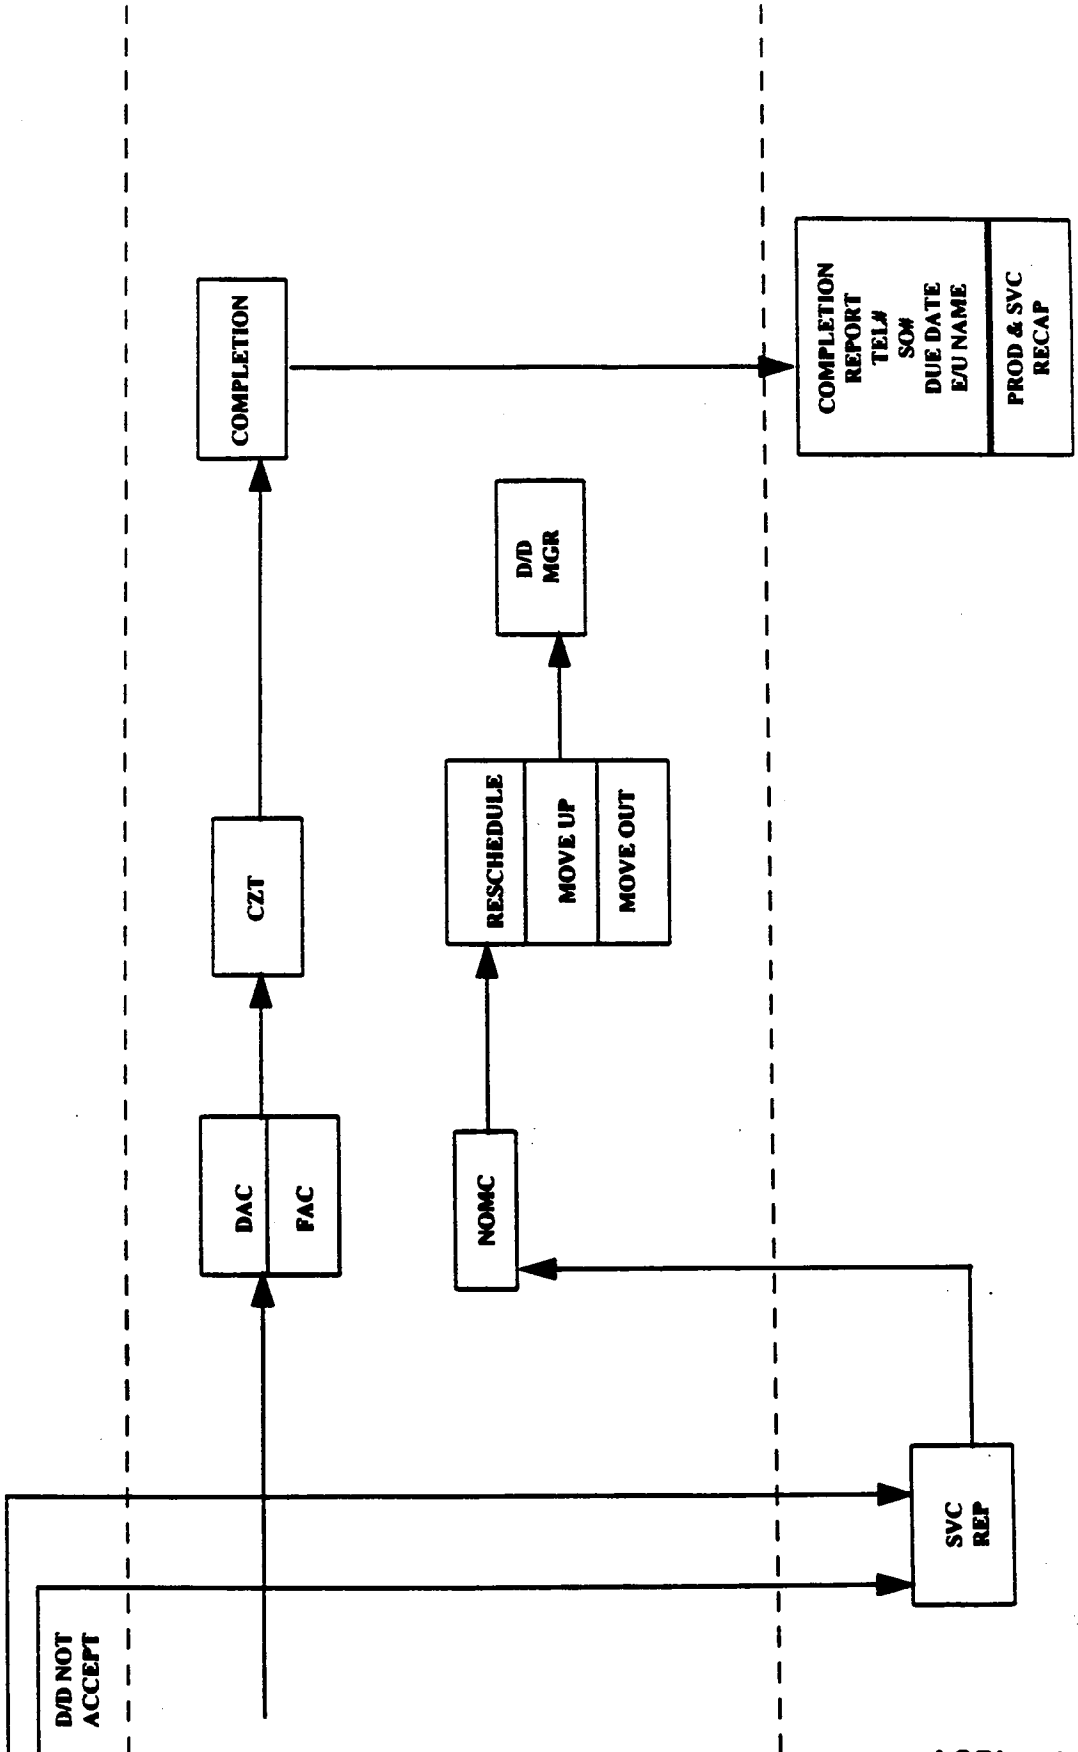 D/D NOT
ACCEPT
DAC
FAC
CZT
COMPLETION
NOMC
RESCHEDULE
MOVE UP
MOVE OUT
D/D
MGR
SVC
REP
COMPLETION
REPORT
TEL#
SO#
DUE DATE
E/U NAME
PROD & SVC
RECAP